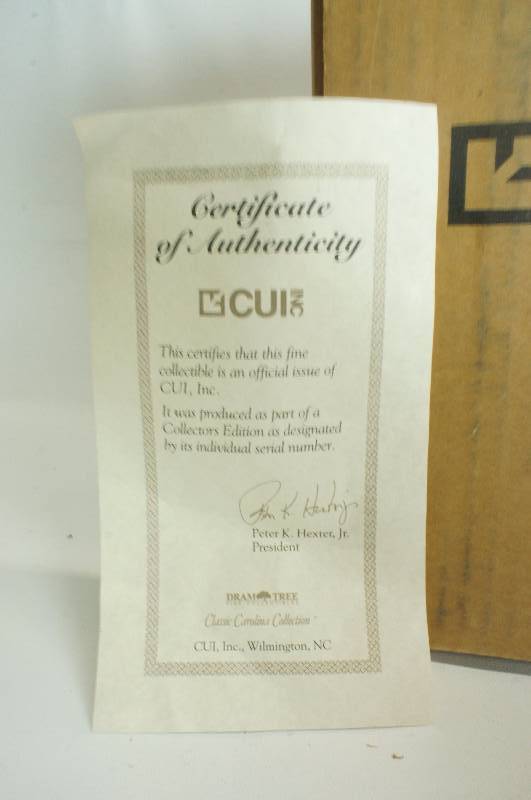 Certificate
of Authenticity
CUI INC
This certifies that this fine
collectible is an official issue of
CUI, Inc.
It was produced as part of a
Collectors Edition as designated
by its individual serial number.
Peter K. Hexter, Jr.
President
DRAM TREE
Classic Carolina Collection
CUI, Inc., Wilmington, NC